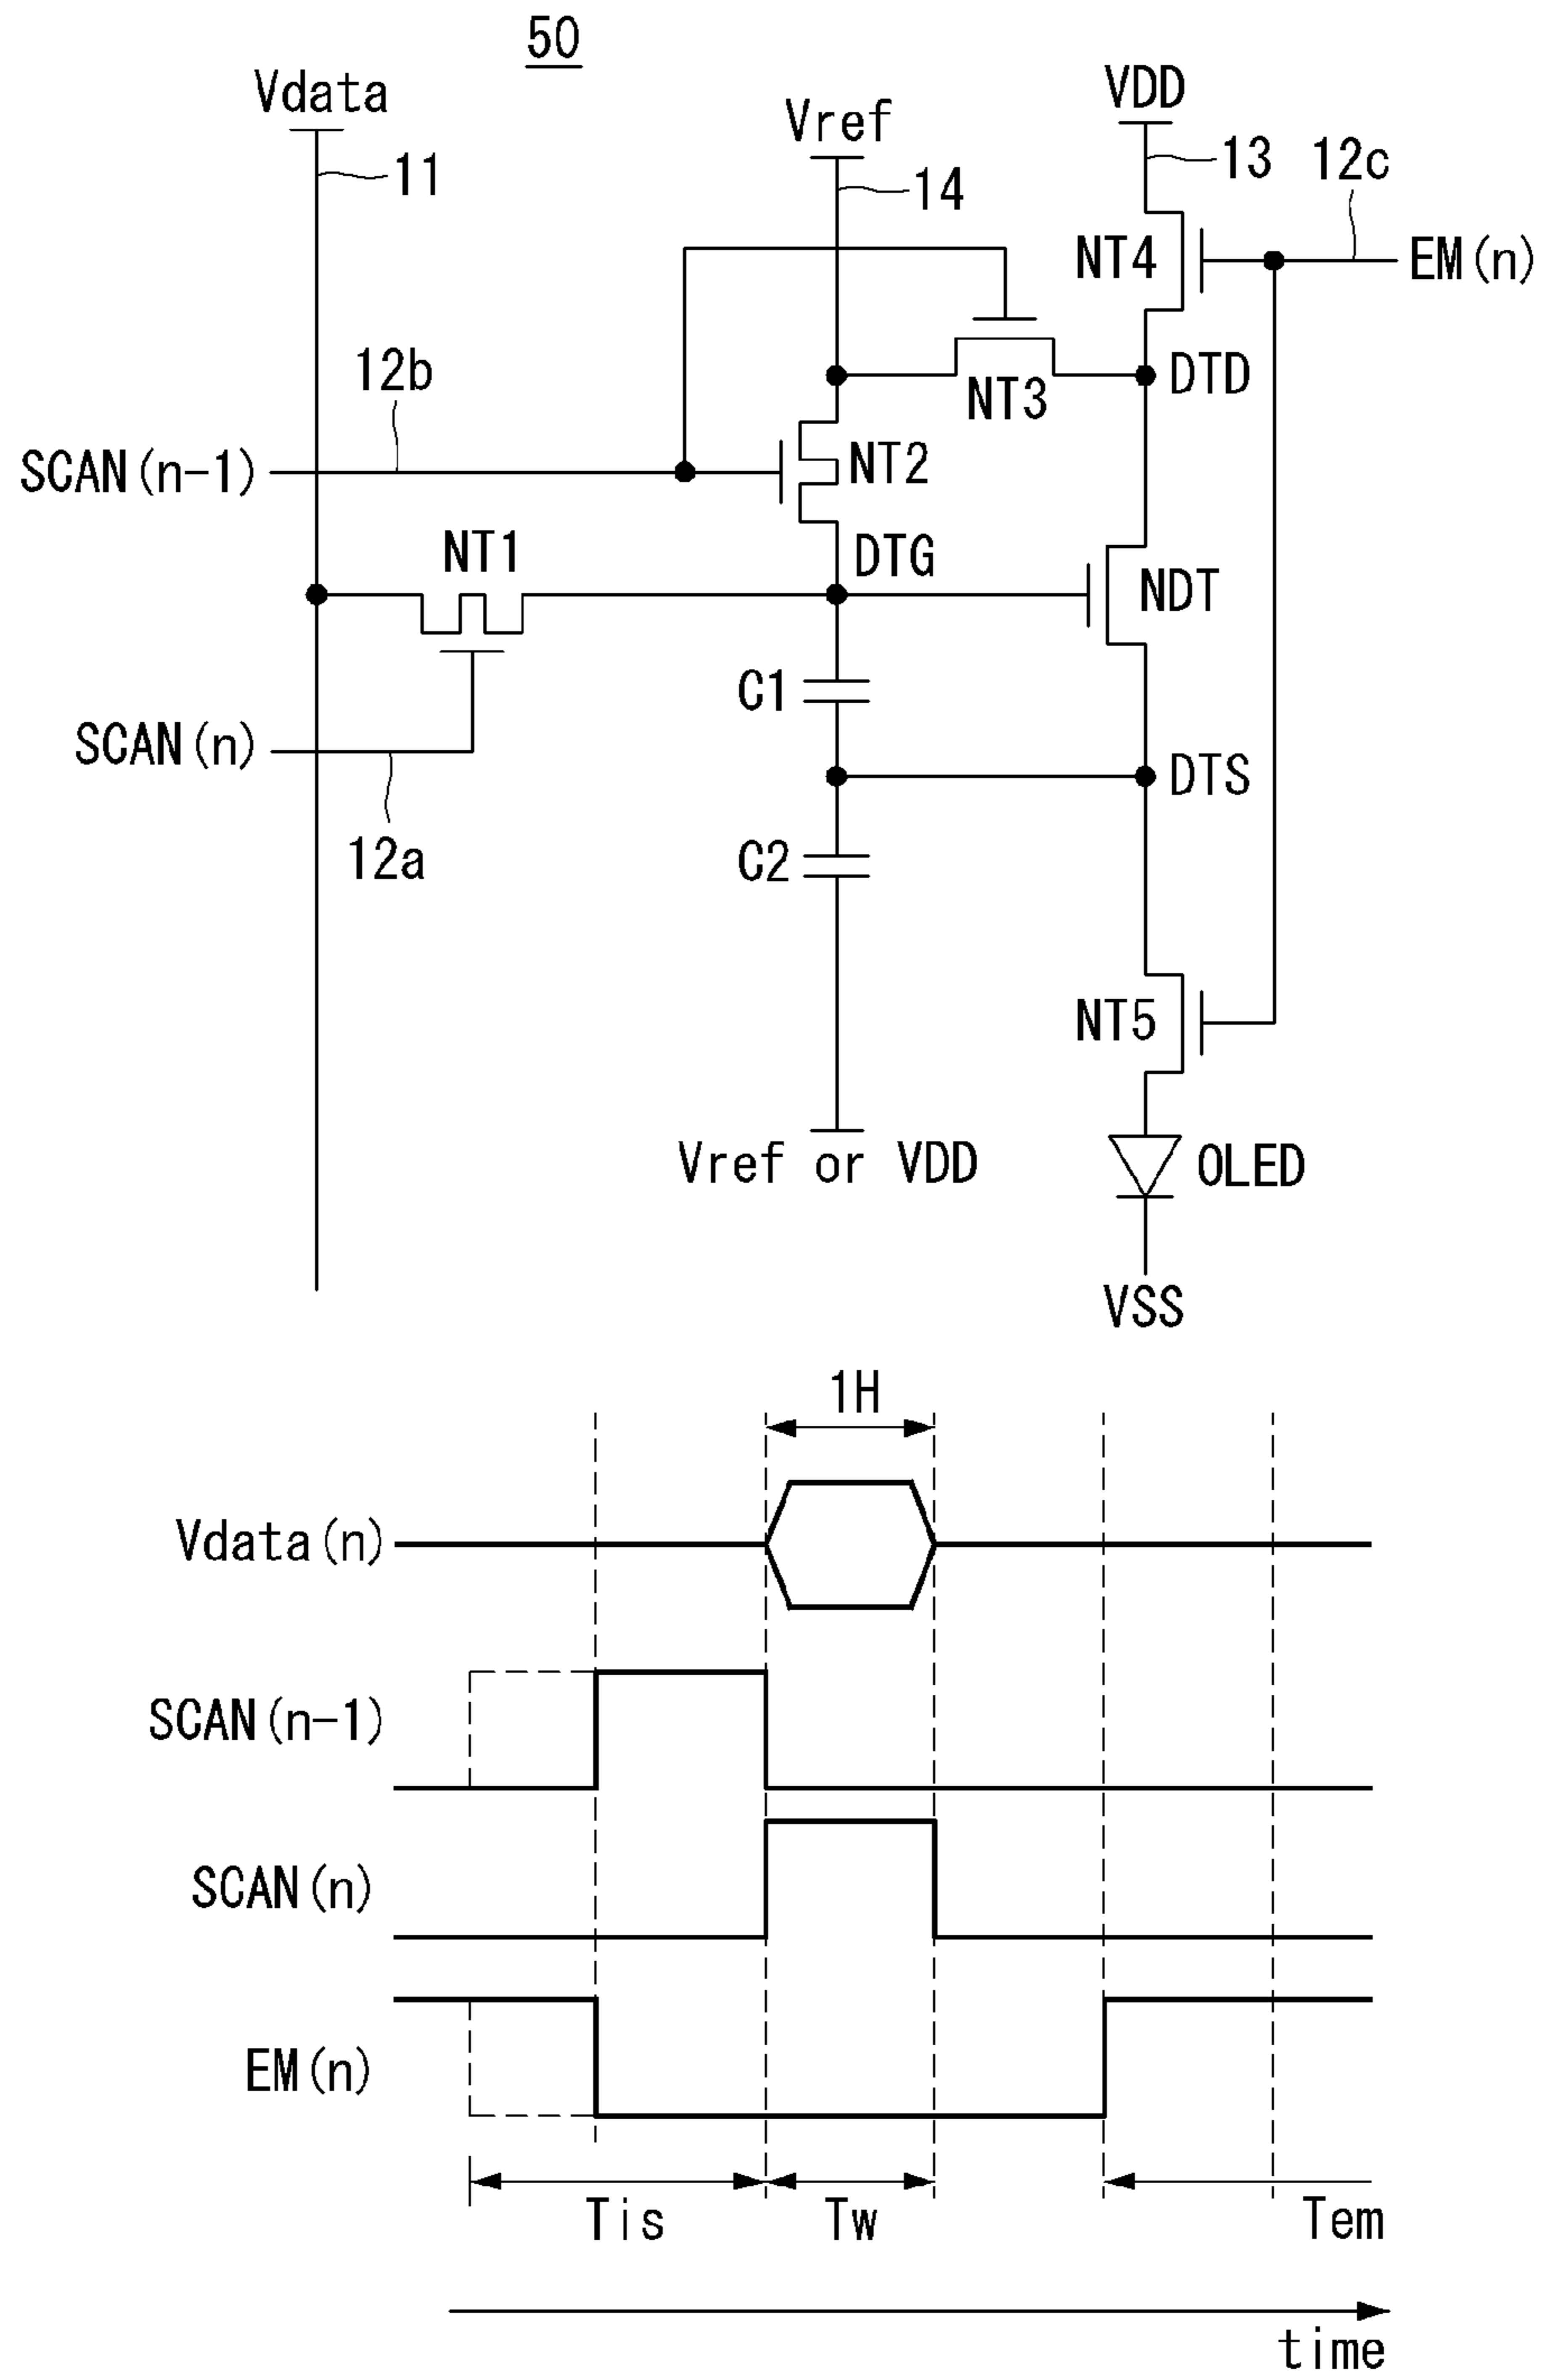 50
Vdata
Vref
VDD
11
14
13
12c
NT4
EM(n)
12b
DTD
NT3
SCAN(n-1)
NT2
NT1
DTG
NDT
C1
SCAN(n)
DTS
12a
C2
NT5
Vref or VDD
OLED
VSS
1H
Vdata(n)
SCAN(n-1)
SCAN(n)
EM(n)
Tis
Tw
Tem
time